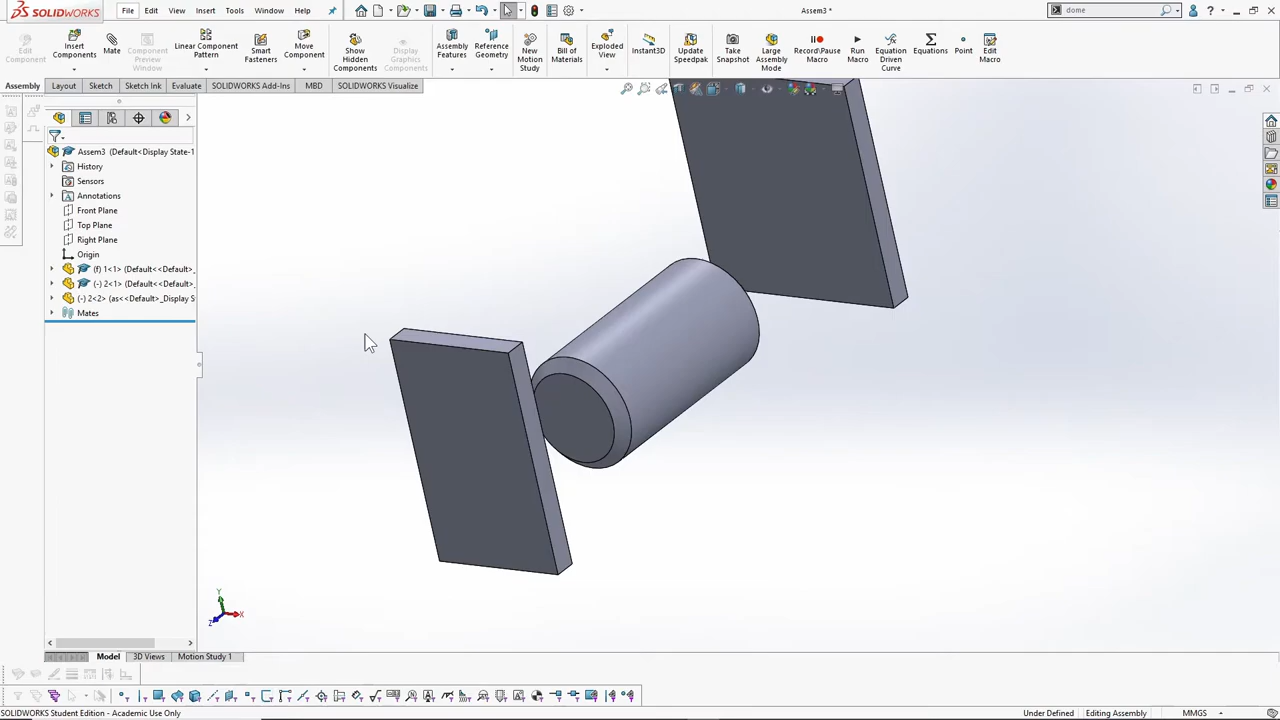 SOLIDWORKS File Edit View Insert Tools Window Help Assem3 * dome
Edit Component
Insert Components
Mate
Component Preview Window
Linear Component Pattern
Smart Fasteners
Move Component
Show Hidden Components
Display Graphics Components
Assembly Features
Reference Geometry
New Motion Study
Bill of Materials
Exploded View
Instant3D
Update Speedpak
Take Snapshot
Large Assembly Mode
Record\Pause Macro
Run Macro
Equation Driven Curve
Equations
Point
Edit Macro
Assembly Layout Sketch Sketch Ink Evaluate SOLIDWORKS Add-Ins MBD SOLIDWORKS Visualize
Assem3 (Default<Display State-1
History
Sensors
Annotations
Front Plane
Top Plane
Right Plane
Origin
(f) 1<1> (Default<<Default>_
(-) 2<1> (Default<<Default>_
(-) 2<2> (as<<Default>_Display S
Mates
Y
X
Z
Model 3D Views Motion Study 1
SOLIDWORKS Student Edition - Academic Use Only Under Defined Editing Assembly MMGS